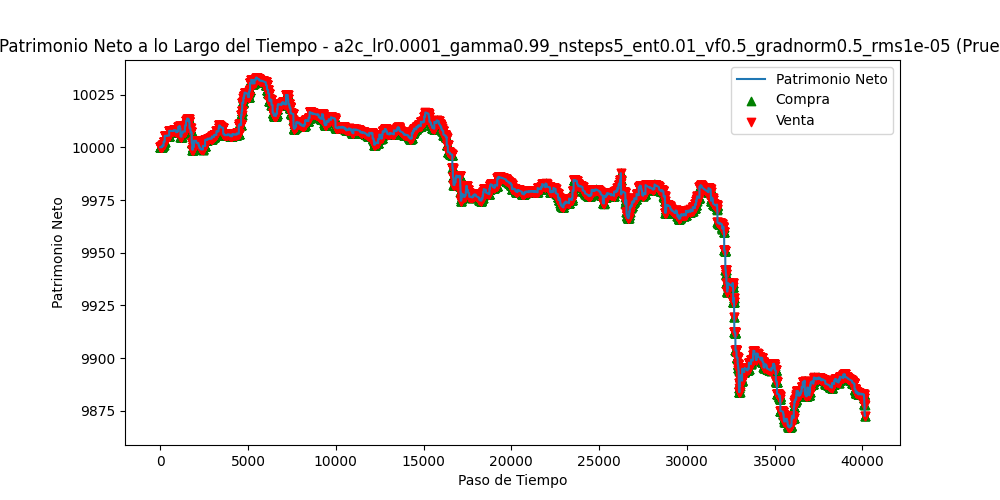 Patrimonio Neto a lo Largo del Tiempo - a2c_lr0.0001_gamma0.99_nsteps5_ent0.01_vf0.5_gradnorm0.5_rms1e-05 (Prue
Patrimonio Neto
Compra
Venta
10025
10000
9975
9950
9925
9900
9875
Patrimonio Neto
0 5000 10000 15000 20000 25000 30000 35000 40000
Paso de Tiempo